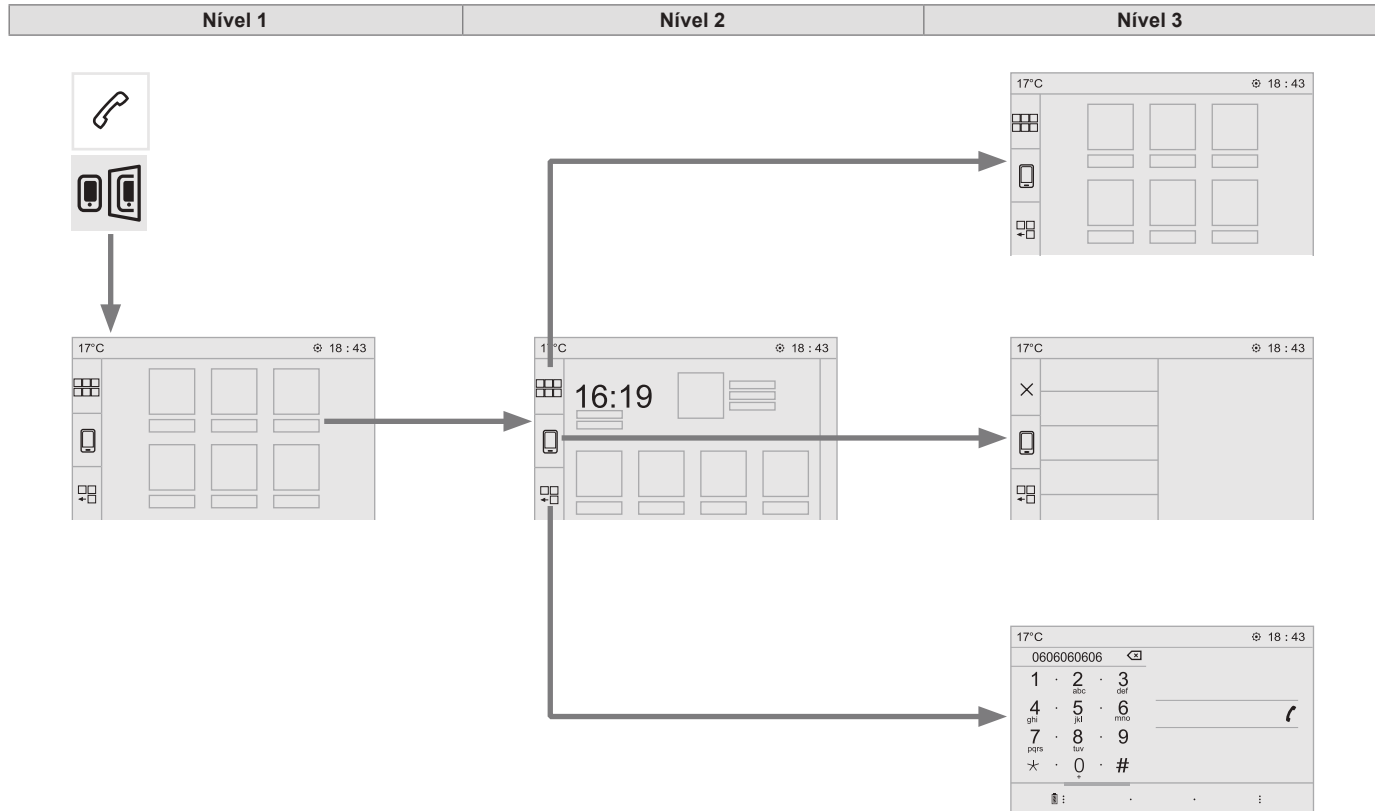 Nível 1
Nível 2
Nível 3
17°C 18 : 43
17°C 18 : 43
17°C 18 : 43
16:19
17°C 18 : 43
17°C 18 : 43
0606060606
1 · 2 · 3
abc def
4 · 5 · 6
ghi jkl mno
7 · 8 · 9
pqrs tuv
* · 0 · #
+